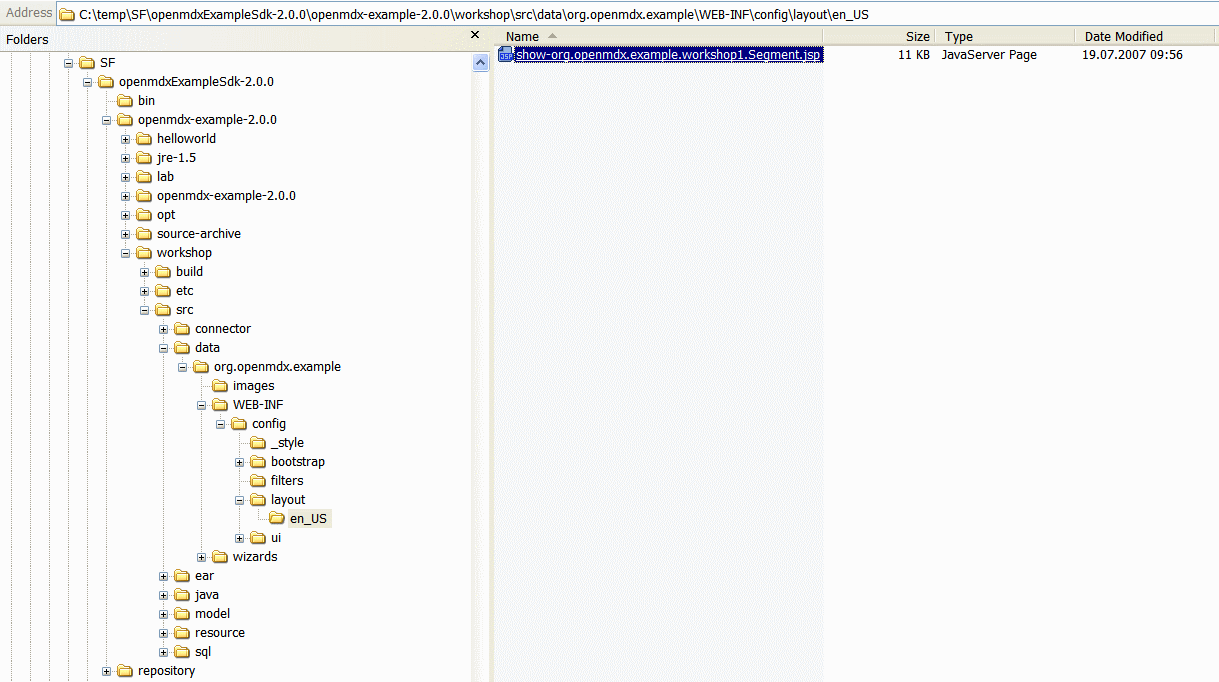 Address C:\temp\SF\openmdxExampleSdk-2.0.0\openmdx-example-2.0.0\workshop\src\data\org.openmdx.example\WEB-INF\config\layout\en_US
Folders
SF
openmdxExampleSdk-2.0.0
bin
openmdx-example-2.0.0
helloworld
jre-1.5
lab
openmdx-example-2.0.0
opt
source-archive
workshop
build
etc
src
connector
data
org.openmdx.example
images
WEB-INF
config
_style
bootstrap
filters
layout
en_US
ui
wizards
ear
java
model
resource
sql
repository
Name Size Type Date Modified
show-org.openmdx.example.workshop1.Segment.jsp 11 KB JavaServer Page 19.07.2007 09:56